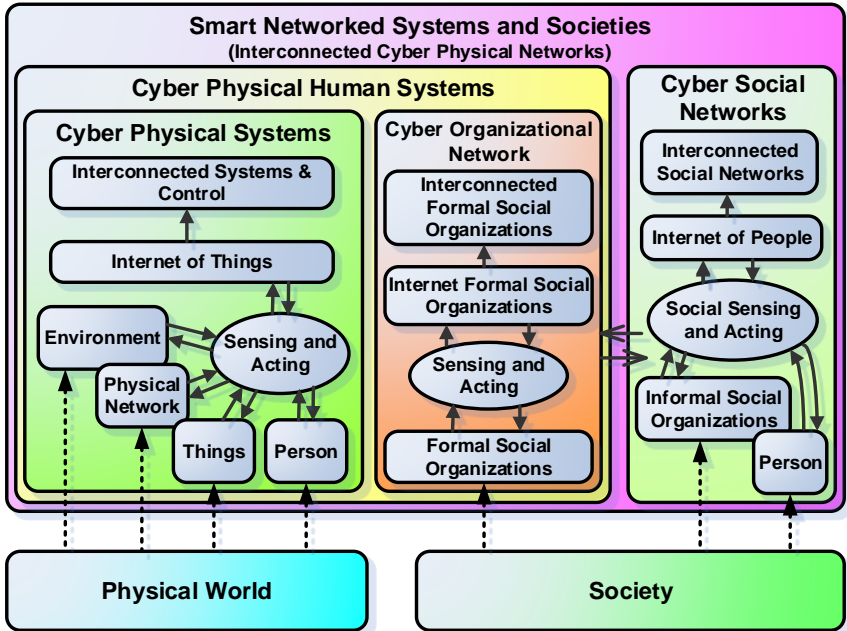 Smart Networked Systems and Societies
(Interconnected Cyber Physical Networks)
Cyber Physical Human Systems
Cyber Physical Systems
Interconnected Systems &
Control
Internet of Things
Environment
Sensing and
Acting
Physical
Network
Things
Person
Cyber Organizational
Network
Interconnected
Formal Social
Organizations
Internet Formal Social
Organizations
Sensing and
Acting
Formal Social
Organizations
Cyber Social
Networks
Interconnected
Social Networks
Internet of People
Social Sensing
and Acting
Informal Social
Organizations
Person
Physical World
Society